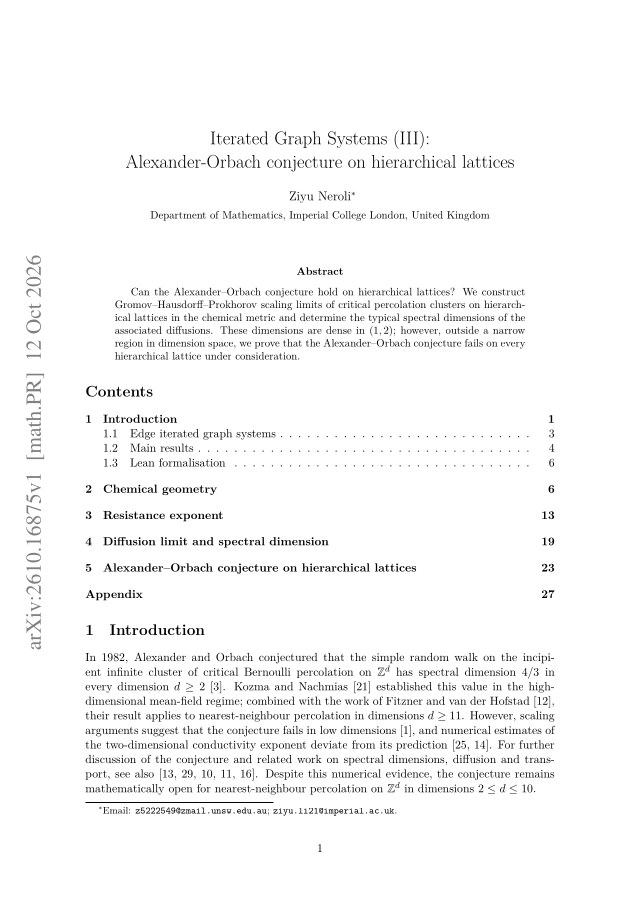 arXiv:2610.16875v1 [math.PR] 12 Oct 2026
Iterated Graph Systems (III):
Alexander-Orbach conjecture on hierarchical lattices
Ziyu Neroli*
Department of Mathematics, Imperial College London, United Kingdom
Abstract
Can the Alexander–Orbach conjecture hold on hierarchical lattices? We construct
Gromov–Hausdorff–Prokhorov scaling limits of critical percolation clusters on hierarch-
ical lattices in the chemical metric and determine the typical spectral dimensions of the
associated diffusions. These dimensions are dense in (1, 2); however, outside a narrow
region in dimension space, we prove that the Alexander–Orbach conjecture fails on every
hierarchical lattice under consideration.
Contents
1 Introduction 1
1.1 Edge iterated graph systems . . . . . . . . . . . . . . . . . . . . . . . . . . . . . 3
1.2 Main results . . . . . . . . . . . . . . . . . . . . . . . . . . . . . . . . . . . . . . 4
1.3 Lean formalisation . . . . . . . . . . . . . . . . . . . . . . . . . . . . . . . . . . 6
2 Chemical geometry 6
3 Resistance exponent 13
4 Diffusion limit and spectral dimension 19
5 Alexander–Orbach conjecture on hierarchical lattices 23
Appendix 27
1 Introduction
In 1982, Alexander and Orbach conjectured that the simple random walk on the incipi-
ent infinite cluster of critical Bernoulli percolation on ℤᵈ has spectral dimension 4/3 in
every dimension d ≥ 2 [3]. Kozma and Nachmias [21] established this value in the high-
dimensional mean-field regime; combined with the work of Fitzner and van der Hofstad [12],
their result applies to nearest-neighbour percolation in dimensions d ≥ 11. However, scaling
arguments suggest that the conjecture fails in low dimensions [1], and numerical estimates of
the two-dimensional conductivity exponent deviate from its prediction [25, 14]. For further
discussion of the conjecture and related work on spectral dimensions, diffusion and trans-
port, see also [13, 29, 10, 11, 16]. Despite this numerical evidence, the conjecture remains
mathematically open for nearest-neighbour percolation on ℤᵈ in dimensions 2 ≤ d ≤ 10.
*Email: z5222549@zmail.unsw.edu.au; ziyu.li21@imperial.ac.uk.
1